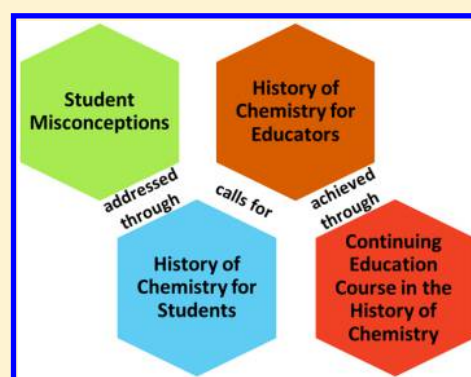 Student
Misconceptions
addressed
through
History of
Chemistry for
Students
calls for
History of
Chemistry for
Educators
achieved
through
Continuing
Education
Course in the
History of
Chemistry